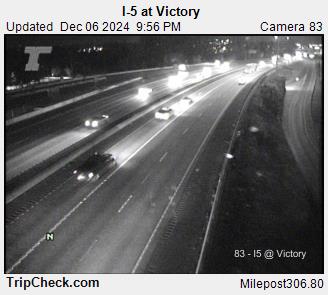 I-5 at Victory
Updated Dec 06 2024 9:56 PM Camera 83
T
N
83 - I5 @ Victory
TripCheck.com Milepost306.80